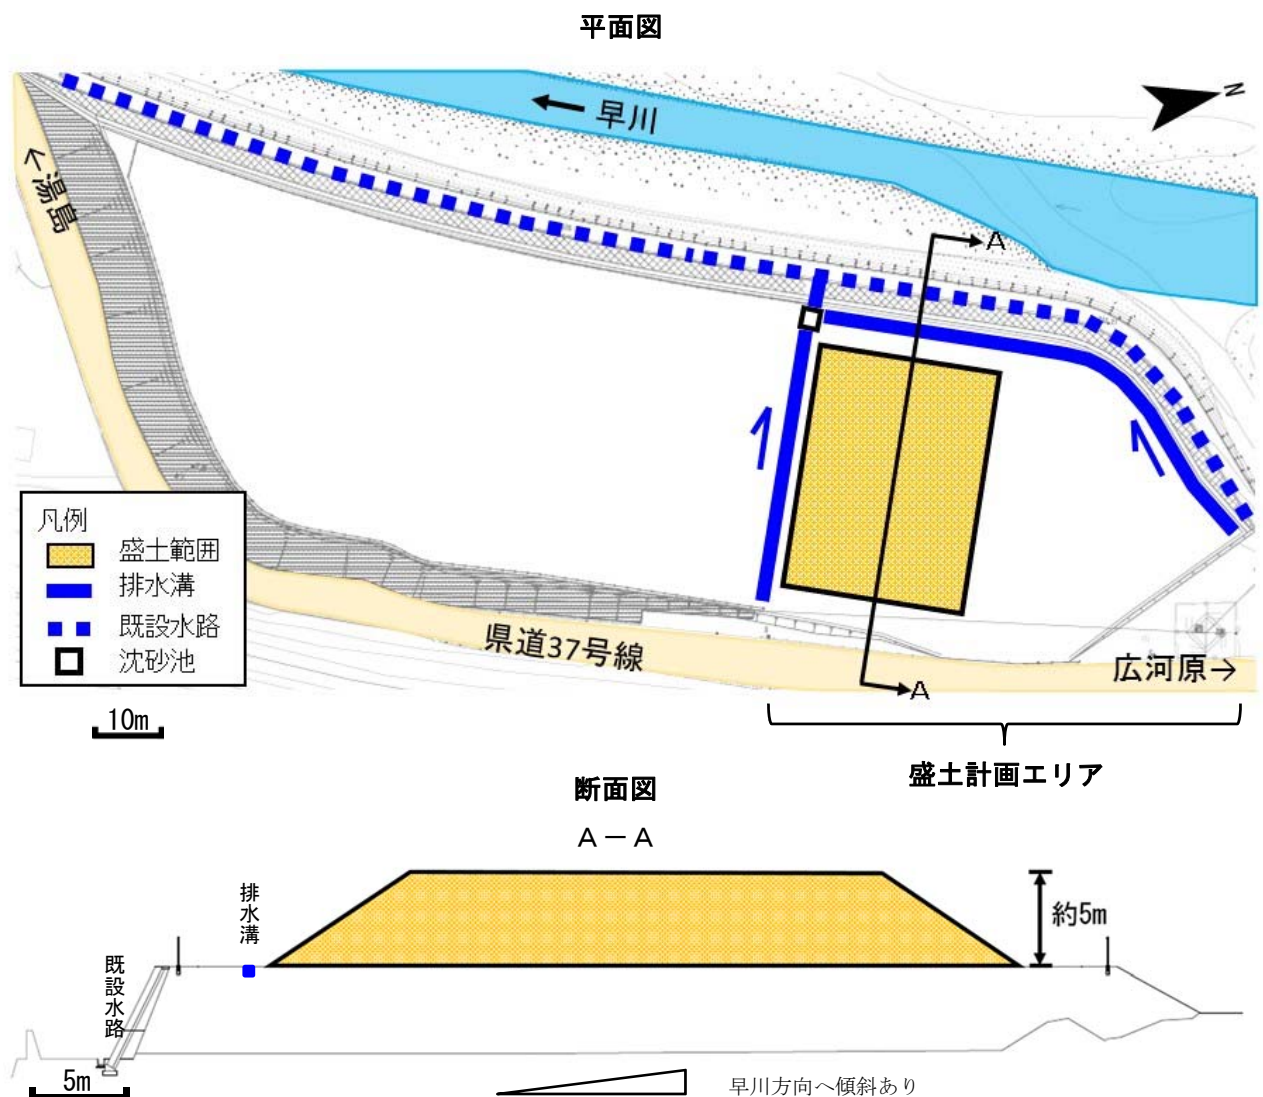 平面図
早川
N
←湯島
A
凡例
盛土範囲
排水溝
既設水路
沈砂池
県道37号線
広河原→
A
10m
盛土計画エリア
断面図
A－A
排水溝
約5m
既設水路
5m
早川方向へ傾斜あり